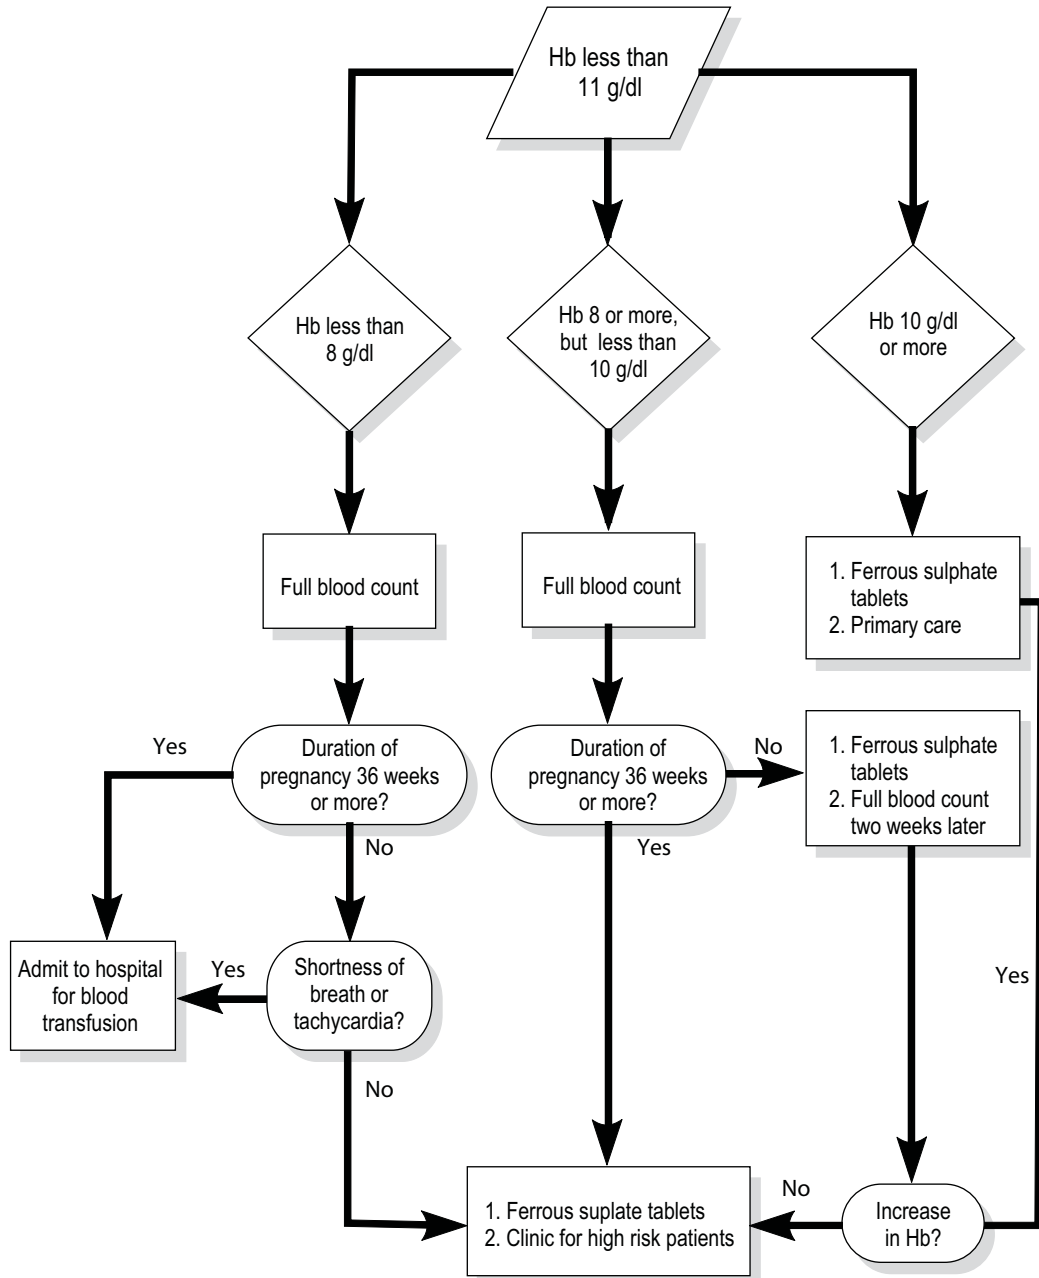 Hb less than
11 g/dl
Hb less than
8 g/dl
Hb 8 or more,
but less than
10 g/dl
Hb 10 g/dl
or more
Full blood count
Full blood count
1. Ferrous sulphate
tablets
2. Primary care
Yes
Duration of
pregnancy 36 weeks
or more?
No
Duration of
pregnancy 36 weeks
or more?
No
Yes
1. Ferrous sulphate
tablets
2. Full blood count
two weeks later
Admit to hospital
for blood
transfusion
Yes
Shortness of
breath or
tachycardia?
No
Yes
1. Ferrous suplate tablets
2. Clinic for high risk patients
No
Increase
in Hb?